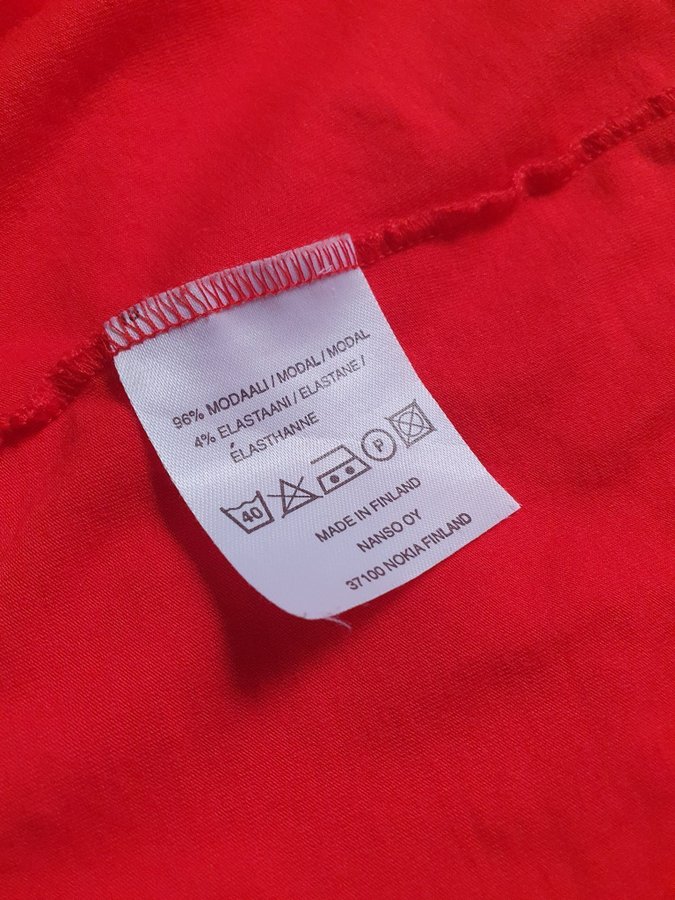 96% MODAALI / MODAL / MODAL
4% ELASTAANI / ELASTANE /
ÉLASTHANNE
40 P
MADE IN FINLAND
NANSO OY
37100 NOKIA FINLAND